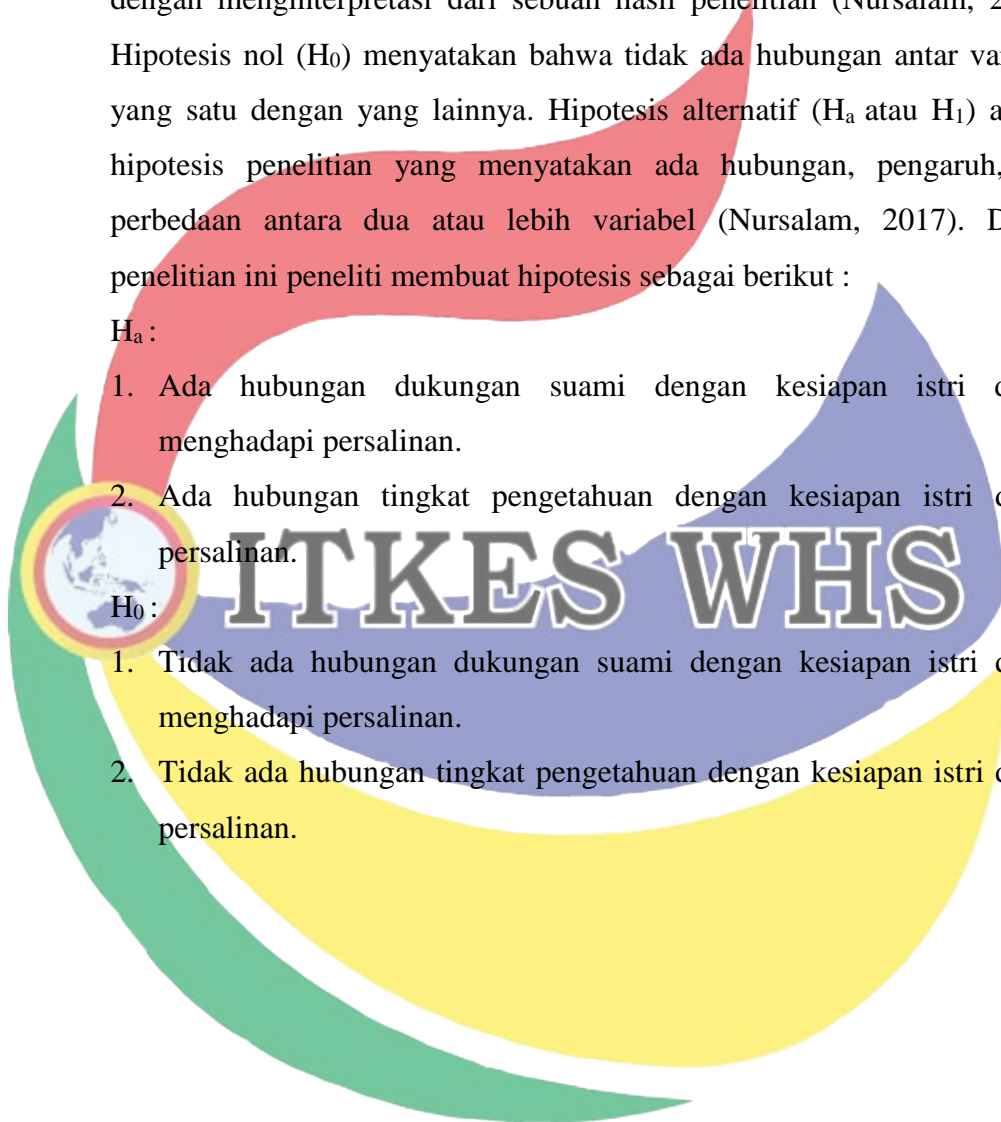 dengan menginterpretasi dari sebuah hasil penelitian (Nursalam,
Hipotesis nol (H₀) menyatakan bahwa tidak ada hubungan antar
yang satu dengan yang lainnya. Hipotesis alternatif (Hₐ atau H₁)
hipotesis penelitian yang menyatakan ada hubungan, pengaruh,
perbedaan antara dua atau lebih variabel (Nursalam, 2017).
penelitian ini peneliti membuat hipotesis sebagai berikut :
Hₐ :
1. Ada hubungan dukungan suami dengan kesiapan istri
menghadapi persalinan.
2. Ada hubungan tingkat pengetahuan dengan kesiapan istri
persalinan.
ITKES WHS
H₀ :
1. Tidak ada hubungan dukungan suami dengan kesiapan istri
menghadapi persalinan.
2. Tidak ada hubungan tingkat pengetahuan dengan kesiapan istri
persalinan.